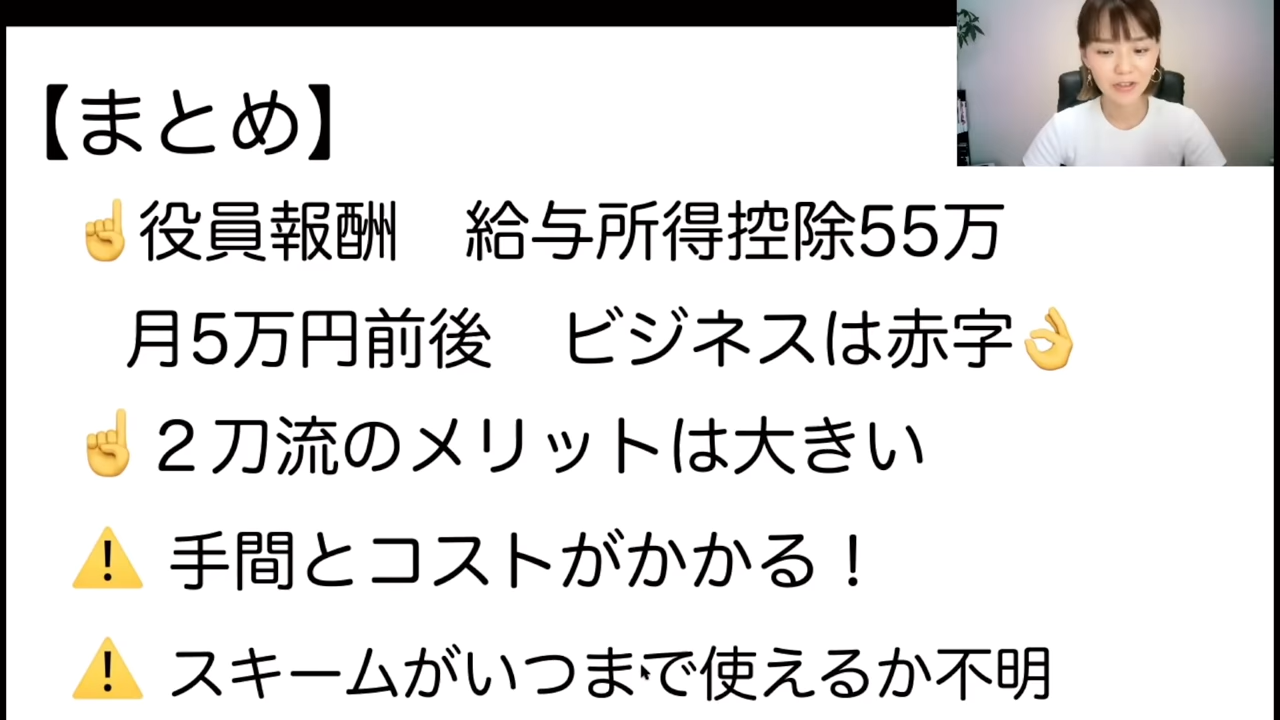 【まとめ】
☝️役員報酬　給与所得控除55万
月5万円前後　ビジネスは赤字👌
☝️２刀流のメリットは大きい
⚠️ 手間とコストがかかる！
⚠️ スキームがいつまで使えるか不明